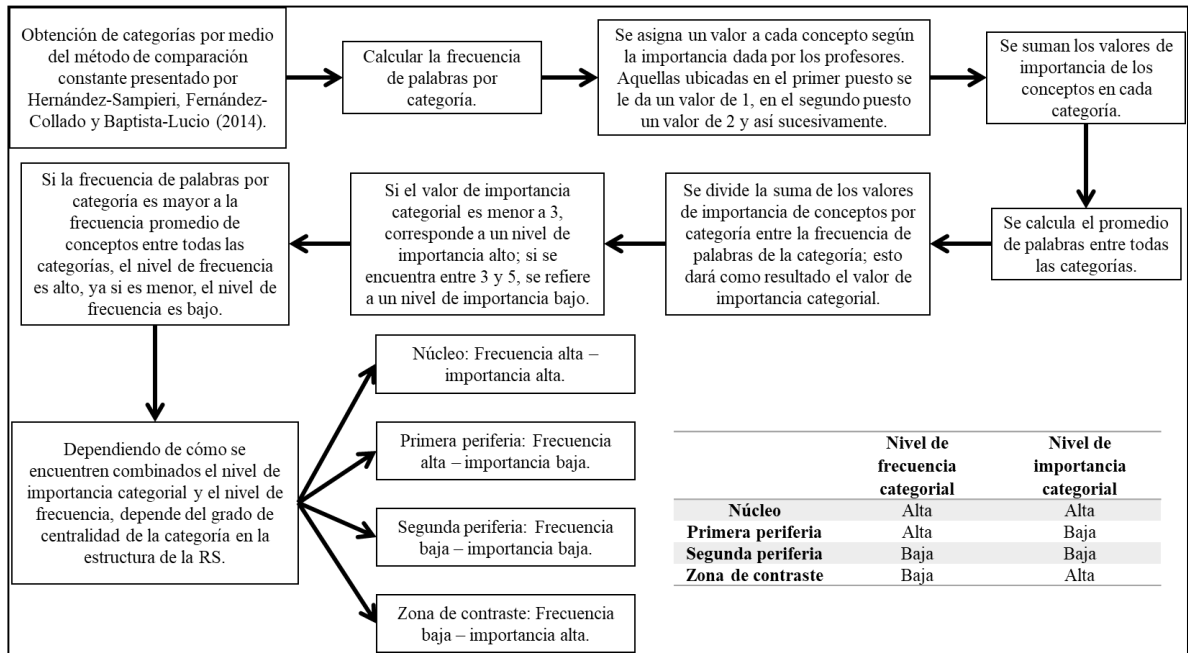 Obtención de categorías por medio
del método de comparación
constante presentado por
Hernández-Sampieri, Fernández-
Collado y Baptista-Lucio (2014).
Calcular la frecuencia
de palabras por
categoría.
Se asigna un valor a cada concepto según
la importancia dada por los profesores.
Aquellas ubicadas en el primer puesto se
le da un valor de 1, en el segundo puesto
un valor de 2 y así sucesivamente.
Se suman los valores de
importancia de los
conceptos en cada
categoría.
Se calcula el promedio
de palabras entre todas
las categorías.
Se divide la suma de los valores
de importancia de conceptos por
categoría entre la frecuencia de
palabras de la categoría; esto
dará como resultado el valor de
importancia categorial.
Si el valor de importancia
categorial es menor a 3,
corresponde a un nivel de
importancia alto; si se
encuentra entre 3 y 5, se refiere
a un nivel de importancia bajo.
Si la frecuencia de palabras por
categoría es mayor a la
frecuencia promedio de
conceptos entre todas las
categorías, el nivel de frecuencia
es alto, ya si es menor, el nivel de
frecuencia es bajo.
Dependiendo de cómo se
encuentren combinados el nivel de
importancia categorial y el nivel de
frecuencia, depende del grado de
centralidad de la categoría en la
estructura de la RS.
Núcleo: Frecuencia alta –
importancia alta.
Primera periferia: Frecuencia
alta – importancia baja.
Segunda periferia: Frecuencia
baja – importancia baja.
Zona de contraste: Frecuencia
baja – importancia alta.
Nivel de Nivel de
frecuencia importancia
categorial categorial
Núcleo Alta Alta
Primera periferia Alta Baja
Segunda periferia Baja Baja
Zona de contraste Baja Alta